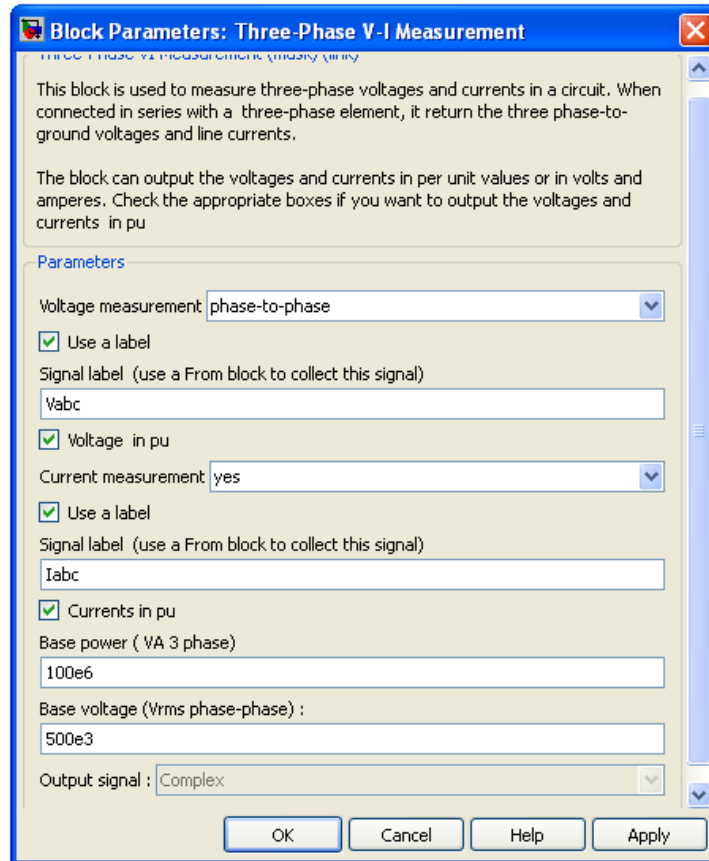 Block Parameters: Three-Phase V-I Measurement
Three-Phase VI Measurement (mask) (link)
This block is used to measure three-phase voltages and currents in a circuit. When
connected in series with a  three-phase element, it return the three phase-to-
ground voltages and line currents.
The block can output the voltages and currents in per unit values or in volts and
amperes. Check the appropriate boxes if you want to output the voltages and
currents  in pu
Parameters
Voltage measurement phase-to-phase
Use a label
Signal label  (use a From block to collect this signal)
Vabc
Voltage  in pu
Current measurement yes
Use a label
Signal label  (use a From block to collect this signal)
Iabc
Currents in pu
Base power ( VA 3 phase)
100e6
Base voltage (Vrms phase-phase) :
500e3
Output signal : Complex
OK Cancel Help Apply